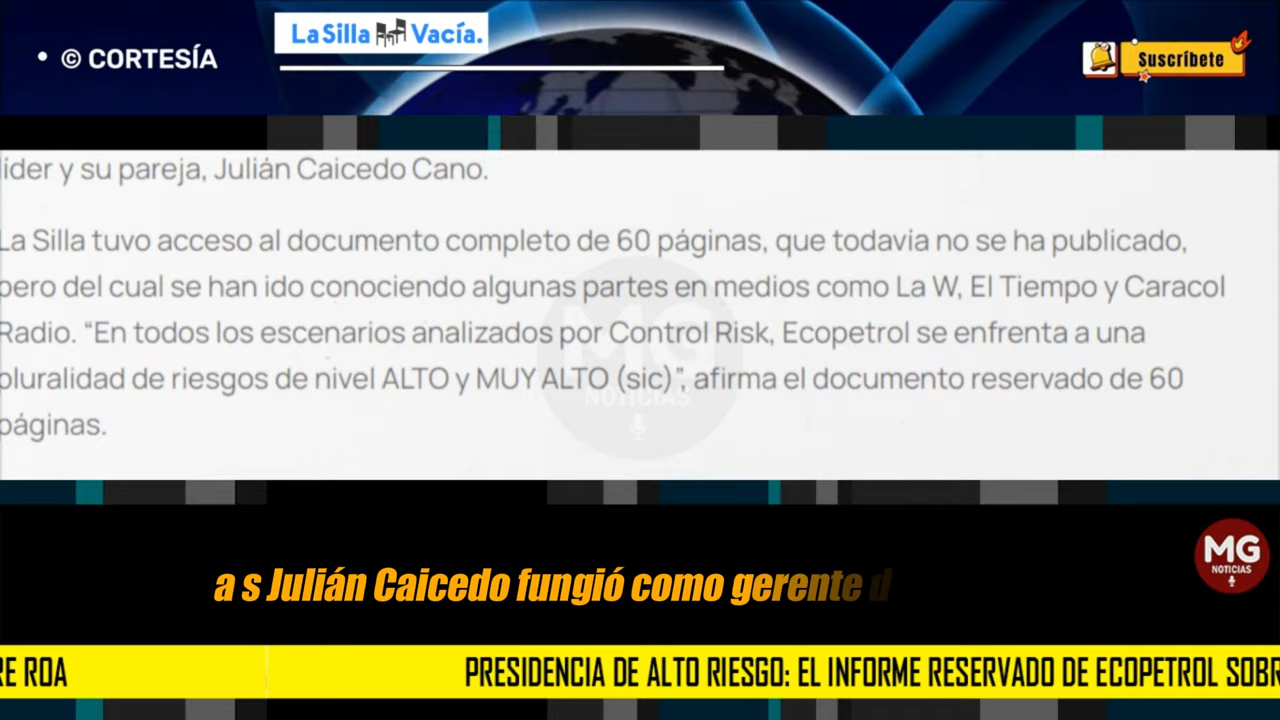 • © CORTESÍA
La Silla Vacía.
Suscríbete
líder y su pareja, Julián Caicedo Cano.
La Silla tuvo acceso al documento completo de 60 páginas, que todavía no se ha publicado,
pero del cual se han ido conociendo algunas partes en medios como La W, El Tiempo y Caracol
Radio. “En todos los escenarios analizados por Control Risk, Ecopetrol se enfrenta a una
pluralidad de riesgos de nivel ALTO y MUY ALTO (sic)”, afirma el documento reservado de 60
páginas.
MG
NOTICIAS
a s Julián Caicedo fungió como gerente d
MG
NOTICIAS
RE ROA
PRESIDENCIA DE ALTO RIESGO: EL INFORME RESERVADO DE ECOPETROL SOBR